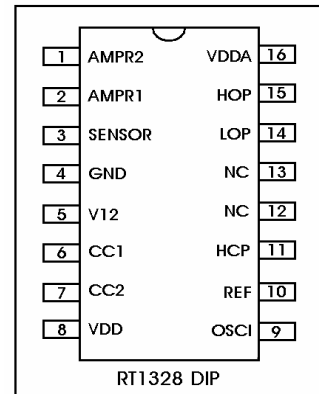 1 AMPR2 VDDA 16
2 AMPR1 HOP 15
3 SENSOR LOP 14
4 GND NC 13
5 V12 NC 12
6 CC1 HCP 11
7 CC2 REF 10
8 VDD OSCI 9
RT1328 DIP